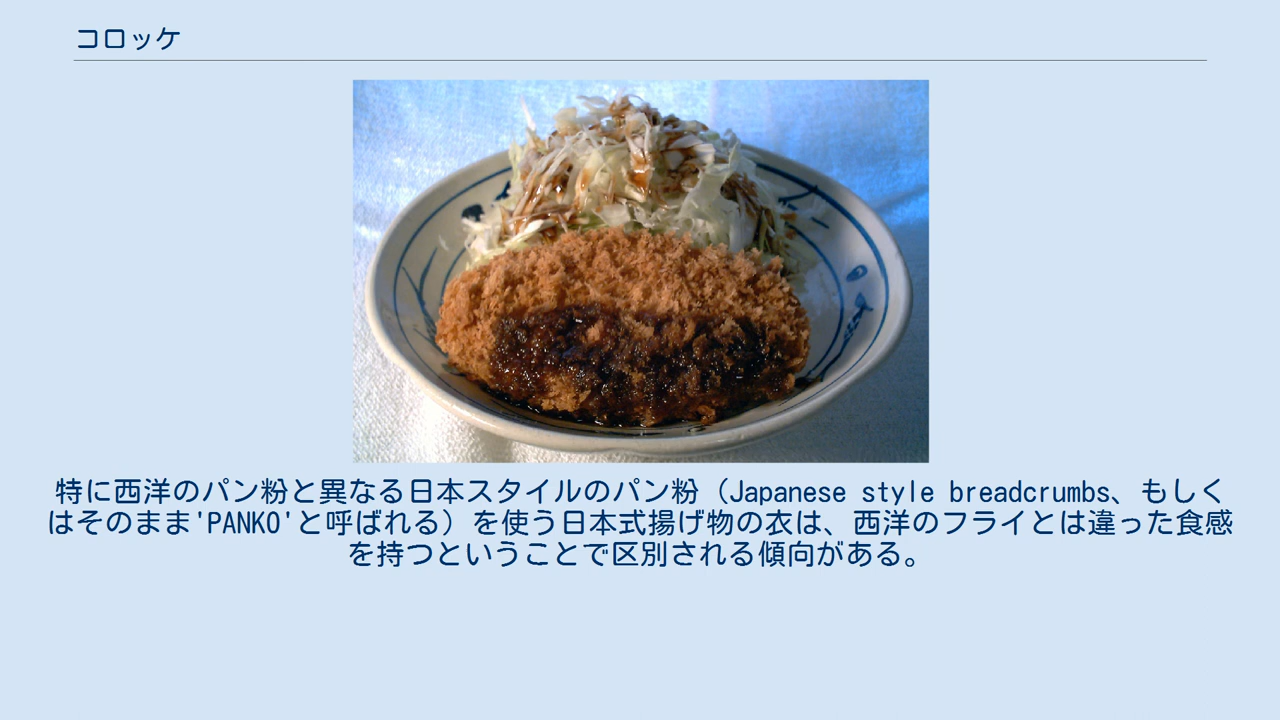 コロッケ
特に西洋のパン粉と異なる日本スタイルのパン粉（Japanese style breadcrumbs、もしく
はそのまま'PANKO'と呼ばれる）を使う日本式揚げ物の衣は、西洋のフライとは違った食感
を持つということで区別される傾向がある。